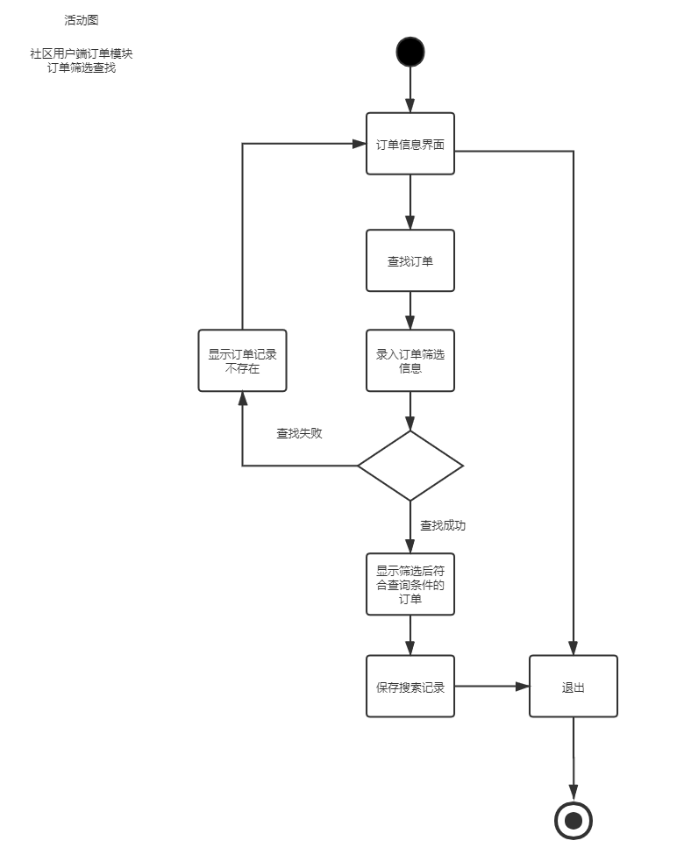 活动图
社区用户端订单模块
订单筛选查找
订单信息界面
查找订单
显示订单记录
不存在
录入订单筛选
信息
查找失败
查找成功
显示筛选后符
合查询条件的
订单
保存搜索记录
退出